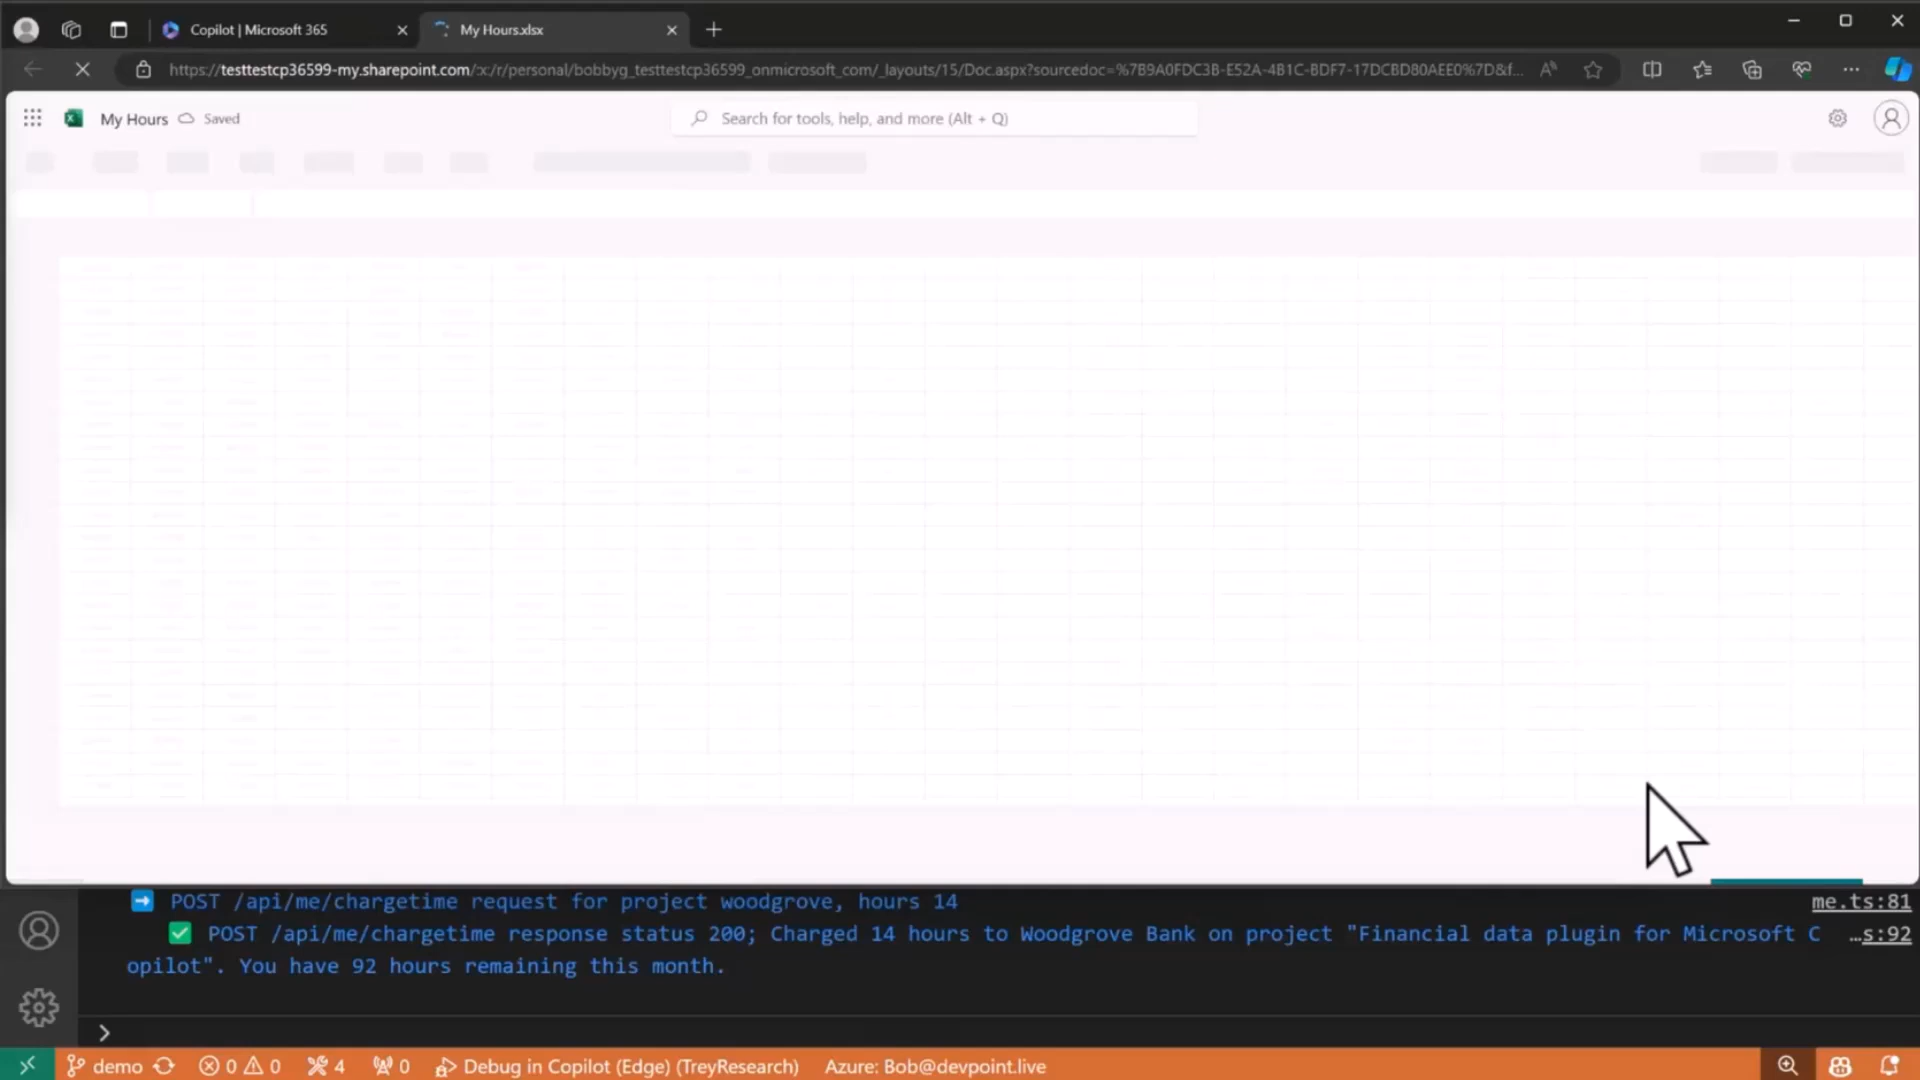 Copilot | Microsoft 365
My Hours.xlsx
https://testtestcp36599-my.sharepoint.com/:x:/r/personal/bobbyg_testtestcp36599_onmicrosoft_com/_layouts/15/Doc.aspx?sourcedoc=%7B9A0FDC3B-E52A-4B1C-BDF7-17DCBD80AEE0%7D&f...
My Hours Saved
Search for tools, help, and more (Alt + Q)
POST /api/me/chargetime request for project woodgrove, hours 14 me.ts:81
POST /api/me/chargetime response status 200; Charged 14 hours to Woodgrove Bank on project "Financial data plugin for Microsoft C …s:92
opilot". You have 92 hours remaining this month.
demo 0 0 4 0 Debug in Copilot (Edge) (TreyResearch) Azure: Bob@devpoint.live